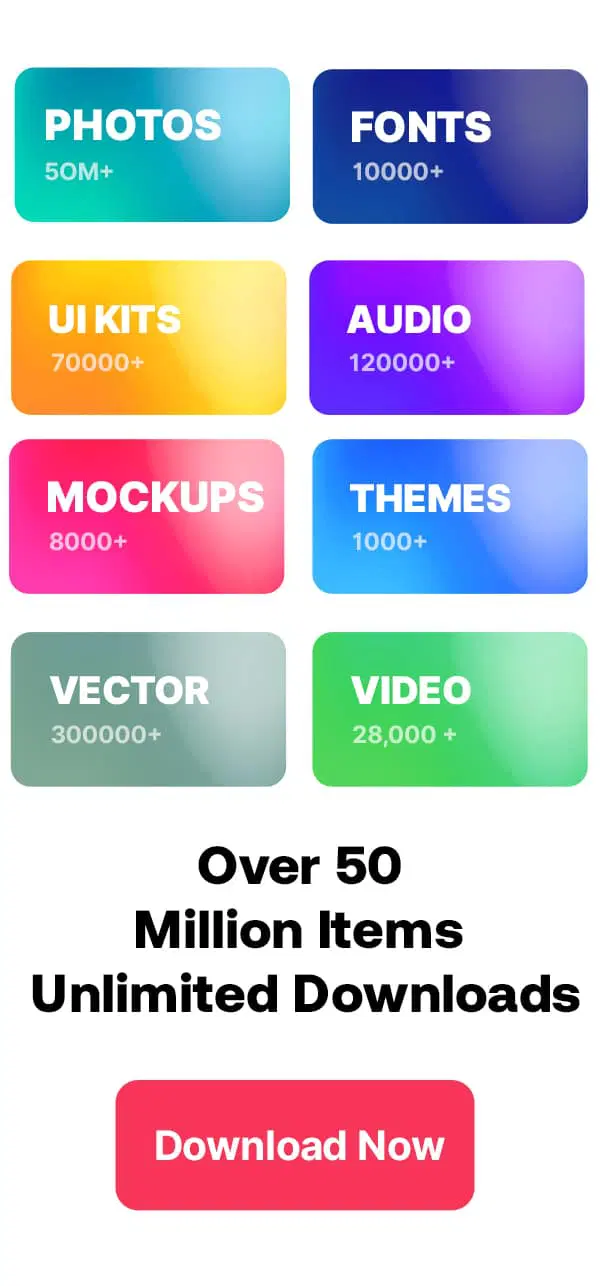 PHOTOS
50M+
FONTS
10000+
UI KITS
70000+
AUDIO
120000+
MOCKUPS
8000+
THEMES
1000+
VECTOR
300000+
VIDEO
28,000 +
Over 50
Million Items
Unlimited Downloads
Download Now